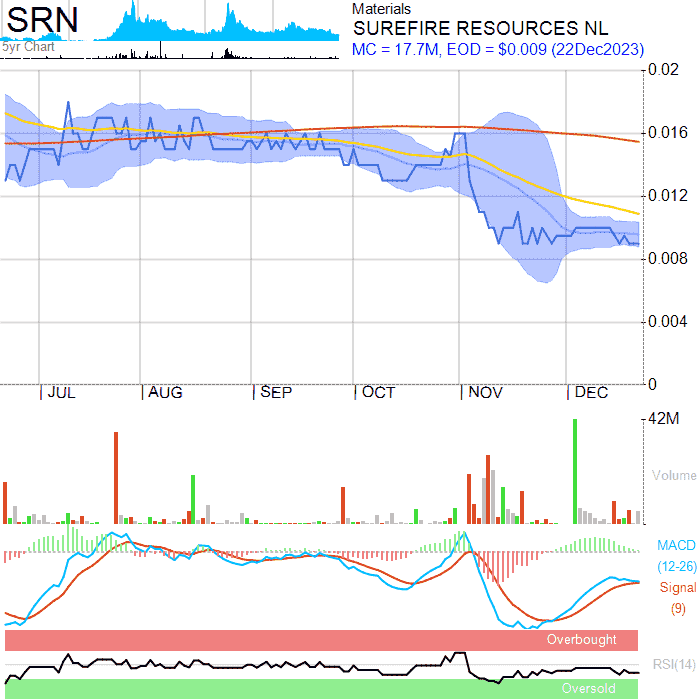 SRN
5yr Chart
Materials
SUREFIRE RESOURCES NL
MC = 17.7M, EOD = $0.009 (22Dec2023)
0.02
0.016
0.012
0.008
0.004
0
JUL AUG SEP OCT NOV DEC
42M
Volume
MACD
(12-26)
Signal
(9)
Overbought
RSI(14)
Oversold